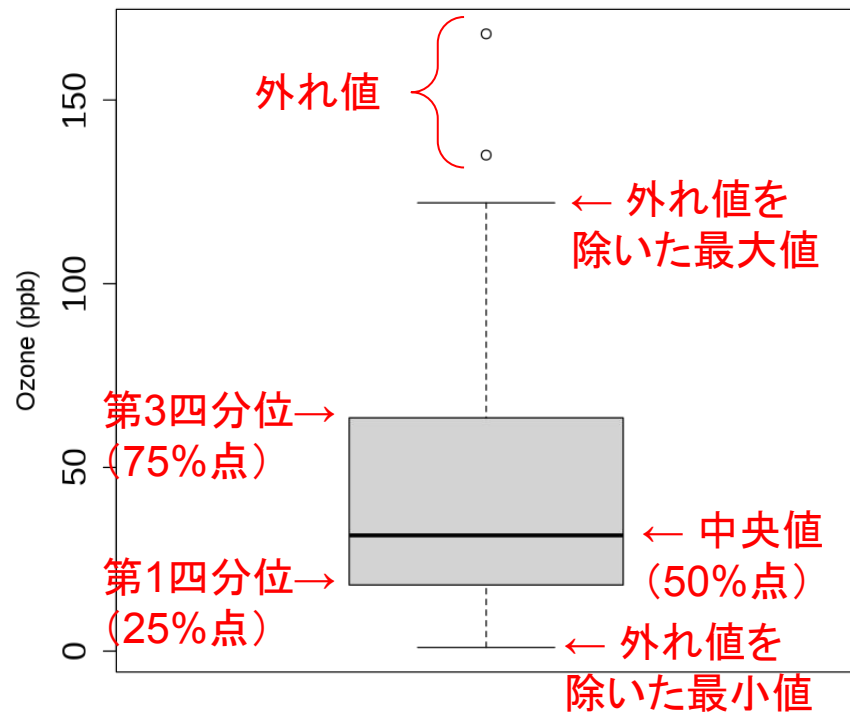 外れ値
150
← 外れ値を
除いた最大値
100
Ozone (ppb)
第3四分位→
（75%点）
50
← 中央値
（50%点）
第1四分位→
（25%点）
0
← 外れ値を
除いた最小値